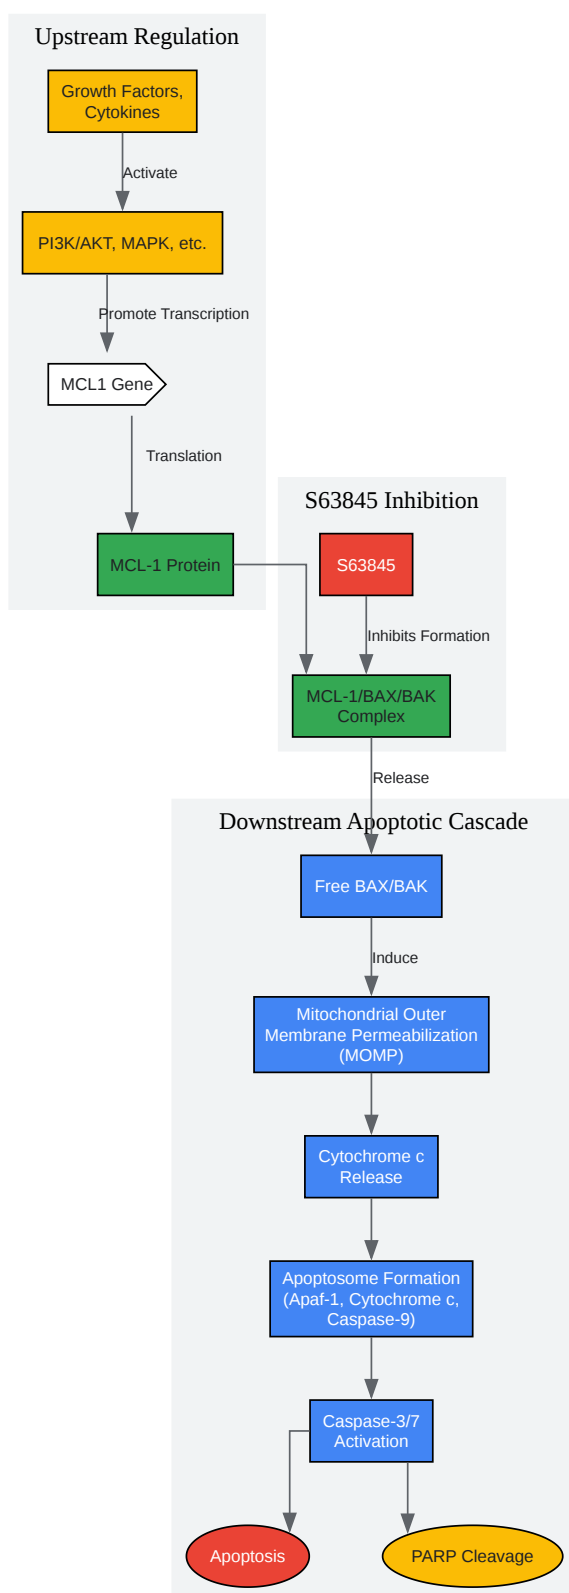 Upstream Regulation
Growth Factors,
Cytokines
Activate
PI3K/AKT, MAPK, etc.
Promote Transcription
MCL1 Gene
Translation
MCL-1 Protein
S63845 Inhibition
S63845
Inhibits Formation
MCL-1/BAX/BAK
Complex
Release
Downstream Apoptotic Cascade
Free BAX/BAK
Induce
Mitochondrial Outer
Membrane Permeabilization
(MOMP)
Cytochrome c
Release
Apoptosome Formation
(Apaf-1, Cytochrome c,
Caspase-9)
Caspase-3/7
Activation
Apoptosis
PARP Cleavage